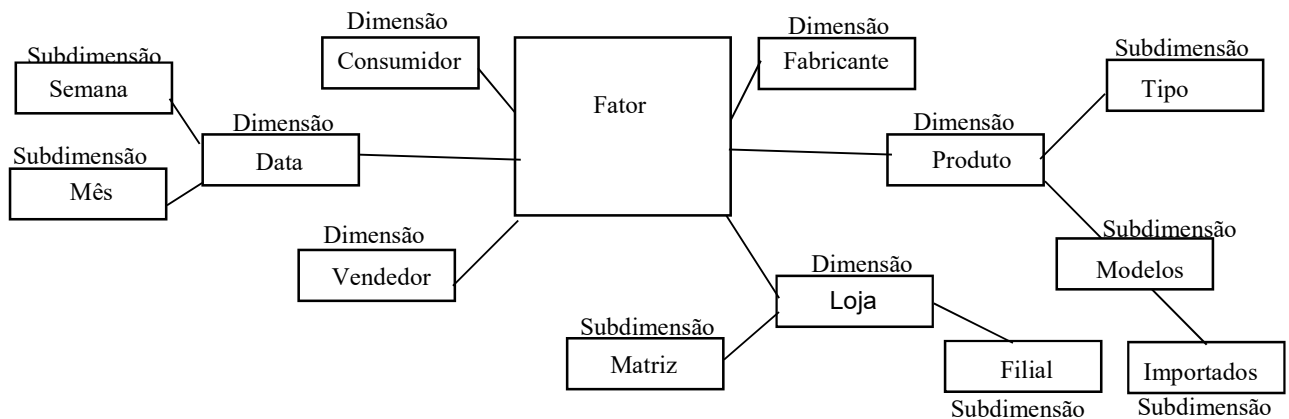 Dimensão
Consumidor
Dimensão
Fabricante
Subdimensão
Semana
Subdimensão
Tipo
Fator
Dimensão
Data
Dimensão
Produto
Subdimensão
Mês
Dimensão
Vendedor
Subdimensão
Modelos
Dimensão
Loja
Subdimensão
Matriz
Filial
Subdimensão
Importados
Subdimensão